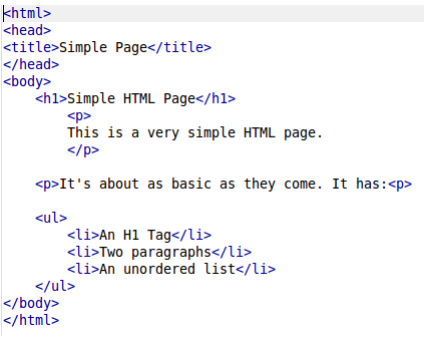 <html>
<head>
<title>Simple Page</title>
</head>
<body>
    <h1>Simple HTML Page</h1>
        <p>
        This is a very simple HTML page.
        </p>

    <p>It's about as basic as they come. It has:<p>

    <ul>
        <li>An H1 Tag</li>
        <li>Two paragraphs</li>
        <li>An unordered list</li>
    </ul>
</body>
</html>